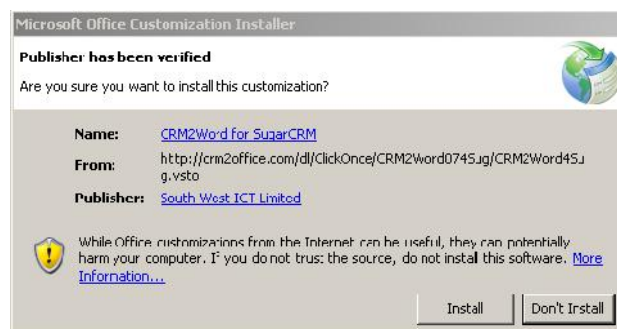 Microsoft Office Customization Installer
Publisher has been verified
Are you sure you want to install this customization?
Name: CRM2Word for SugarCRM
From: http://crm2office.com/dl/ClickOnce/CRM2Word074Sug/CRM2Word4Su
g.vsto
Publisher: South West ICT Limited
While Office customizations from the Internet can be useful, they can potentially
harm your computer. If you do not trust the source, do not install this software. More
Information...
Install Don't Install